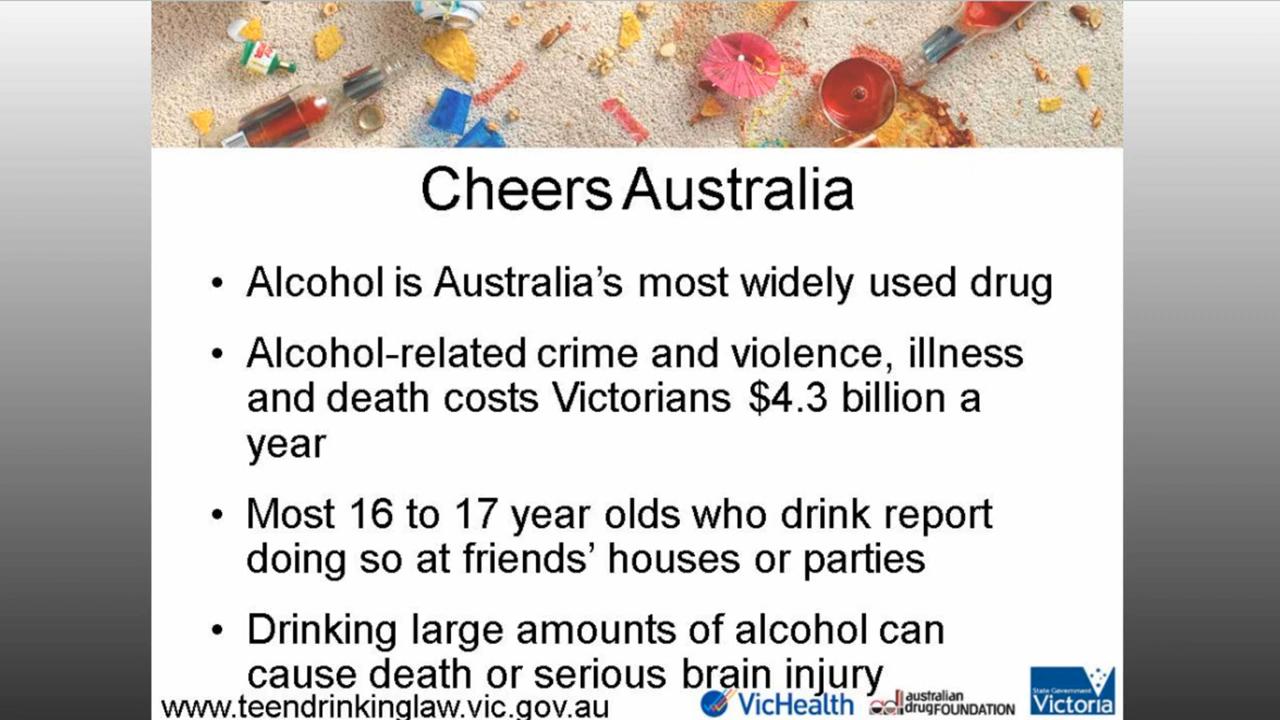 Cheers Australia
• Alcohol is Australia’s most widely used drug
• Alcohol-related crime and violence, illness
and death costs Victorians $4.3 billion a
year
• Most 16 to 17 year olds who drink report
doing so at friends’ houses or parties
• Drinking large amounts of alcohol can
cause death or serious brain injury
www.teendrinkinglaw.vic.gov.au
VicHealth
adf australian
drugFOUNDATION
State Government
Victoria